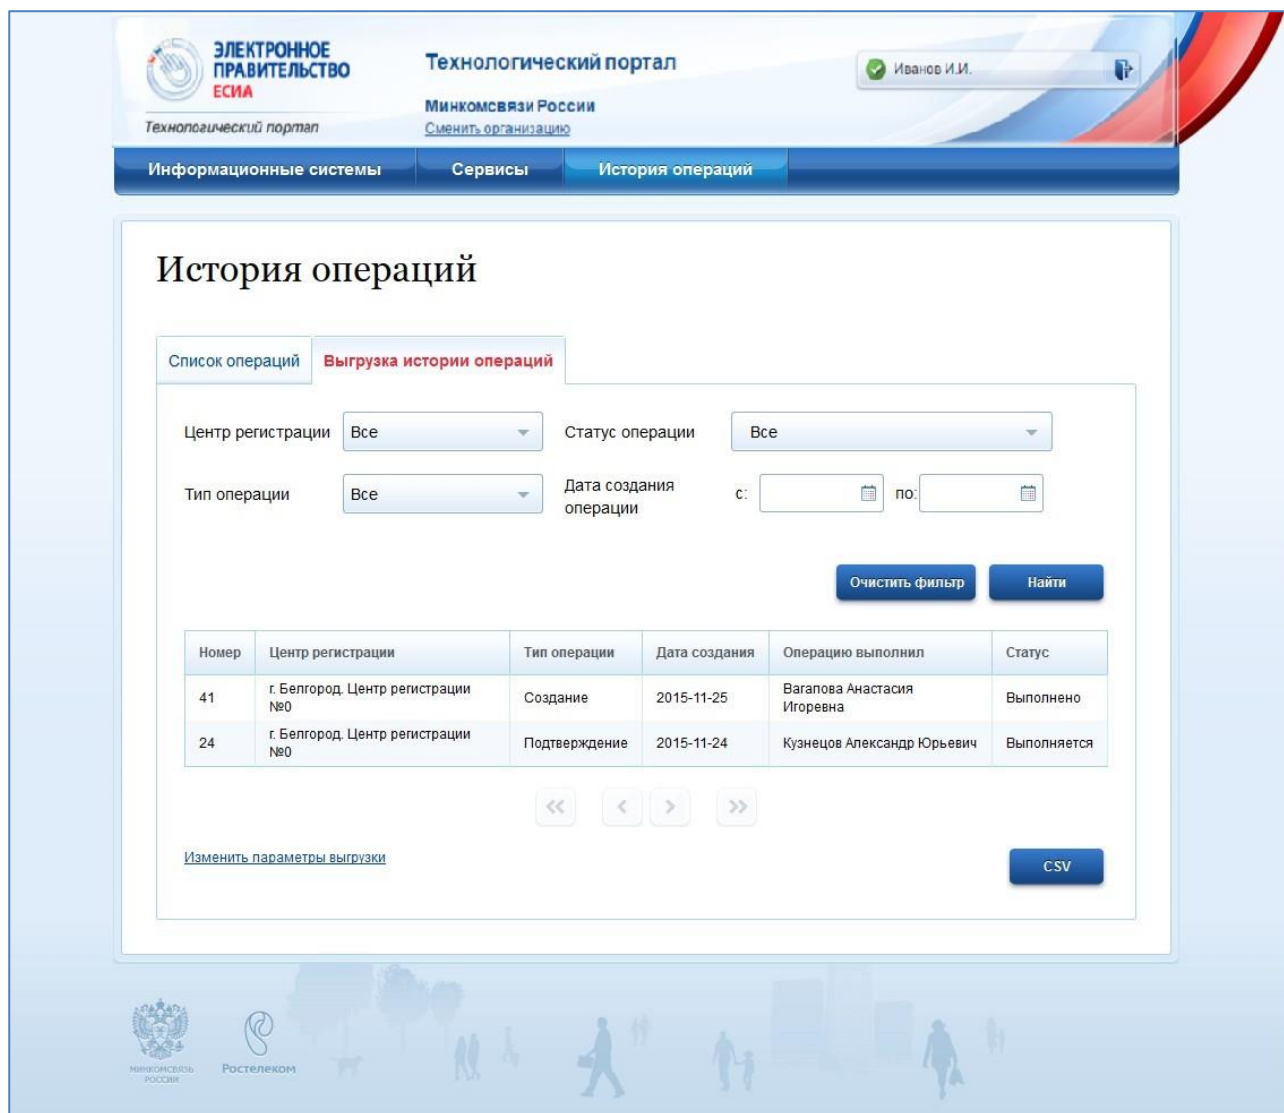 ЭЛЕКТРОННОЕ
ПРАВИТЕЛЬСТВО
ЕСИА
Технологический портал
Технологический портал
Минкомсвязи России
Сменить организацию
Иванов И.И.
Информационные системы Сервисы История операций
История операций
Список операций Выгрузка истории операций
Центр регистрации Все Статус операции Все
Тип операции Все Дата создания операции с: по:
Очистить фильтр Найти
Номер Центр регистрации Тип операции Дата создания Операцию выполнил Статус
41 г. Белгород. Центр регистрации №0 Создание 2015-11-25 Вагапова Анастасия Игоревна Выполнено
24 г. Белгород. Центр регистрации №0 Подтверждение 2015-11-24 Кузнецов Александр Юрьевич Выполняется
Изменить параметры выгрузки
CSV
МИНКОМСВЯЗЬ
РОССИИ
Ростелеком